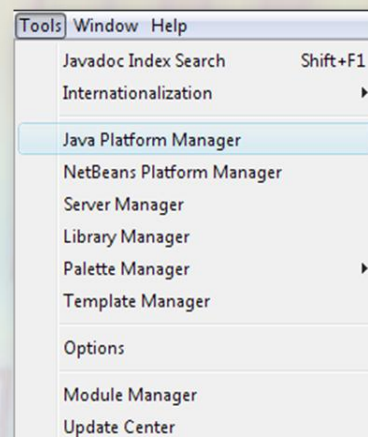 Tools Window Help
Javadoc Index Search Shift+F1
Internationalization
Java Platform Manager
NetBeans Platform Manager
Server Manager
Library Manager
Palette Manager
Template Manager
Options
Module Manager
Update Center